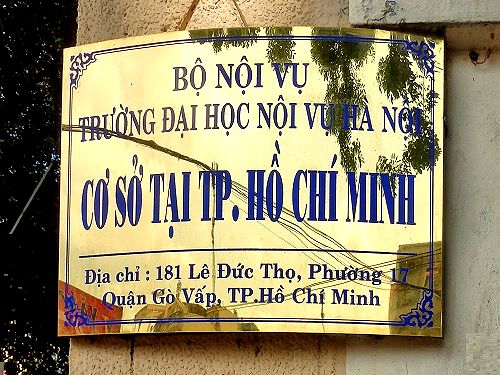 BỘ NỘI VỤ
TRƯỜNG ĐẠI HỌC NỘI VỤ HÀ NỘI
CƠ SỞ TẠI TP. HỒ CHÍ MINH
Địa chỉ : 181 Lê Đức Thọ, Phường 17
Quận Gò Vấp, TP.Hồ Chí Minh